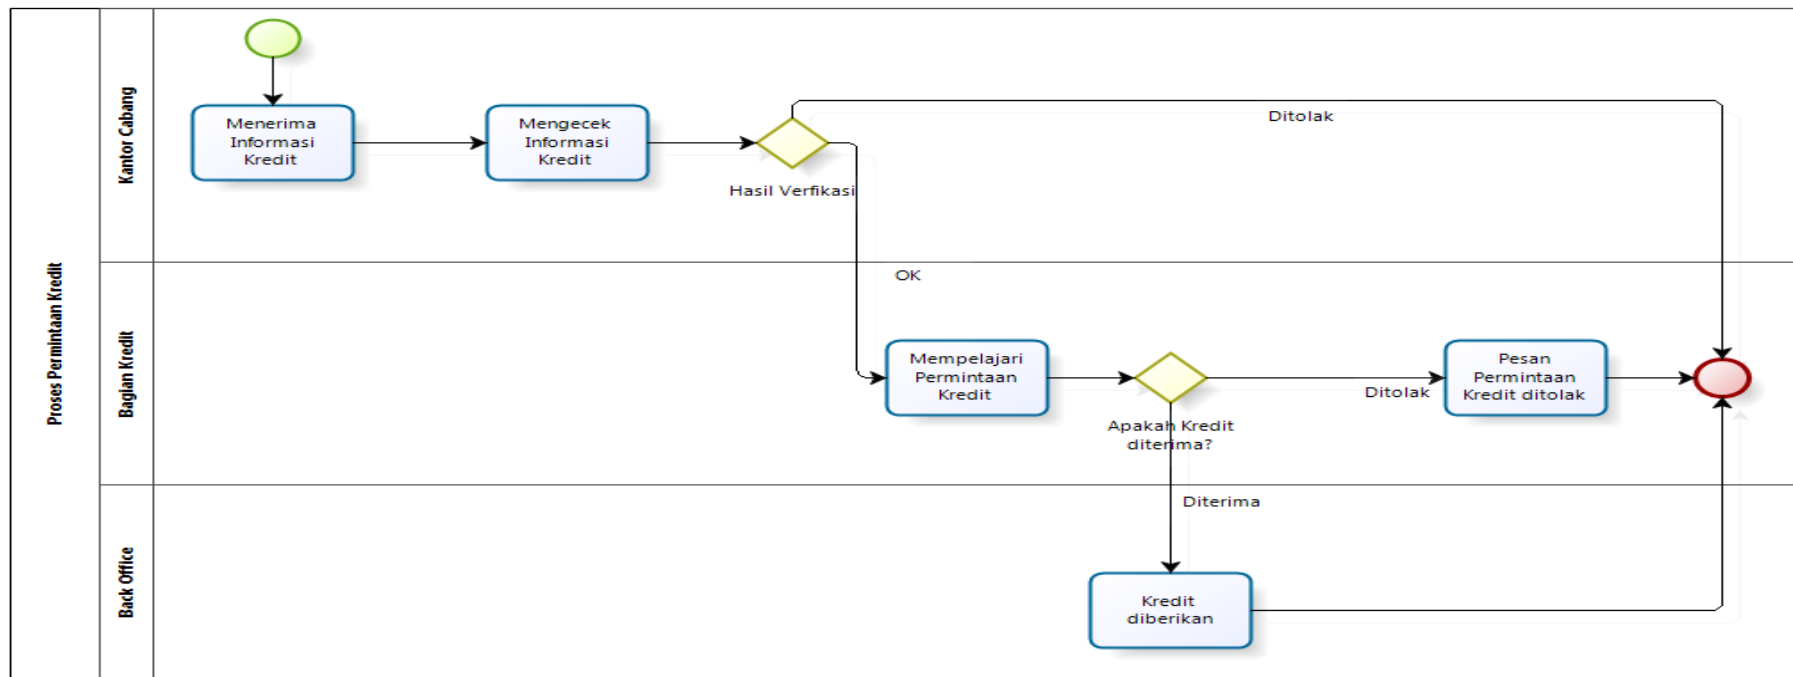 Proses Permintaan Kredit
Kantor Cabang
Menerima
Informasi
Kredit
Mengecek
Informasi
Kredit
Hasil Verfikasi
Ditolak
OK
Bagian Kredit
Mempelajari
Permintaan
Kredit
Apakah Kredit
diterima?
Ditolak
Pesan
Permintaan
Kredit ditolak
Diterima
Back Office
Kredit
diberikan